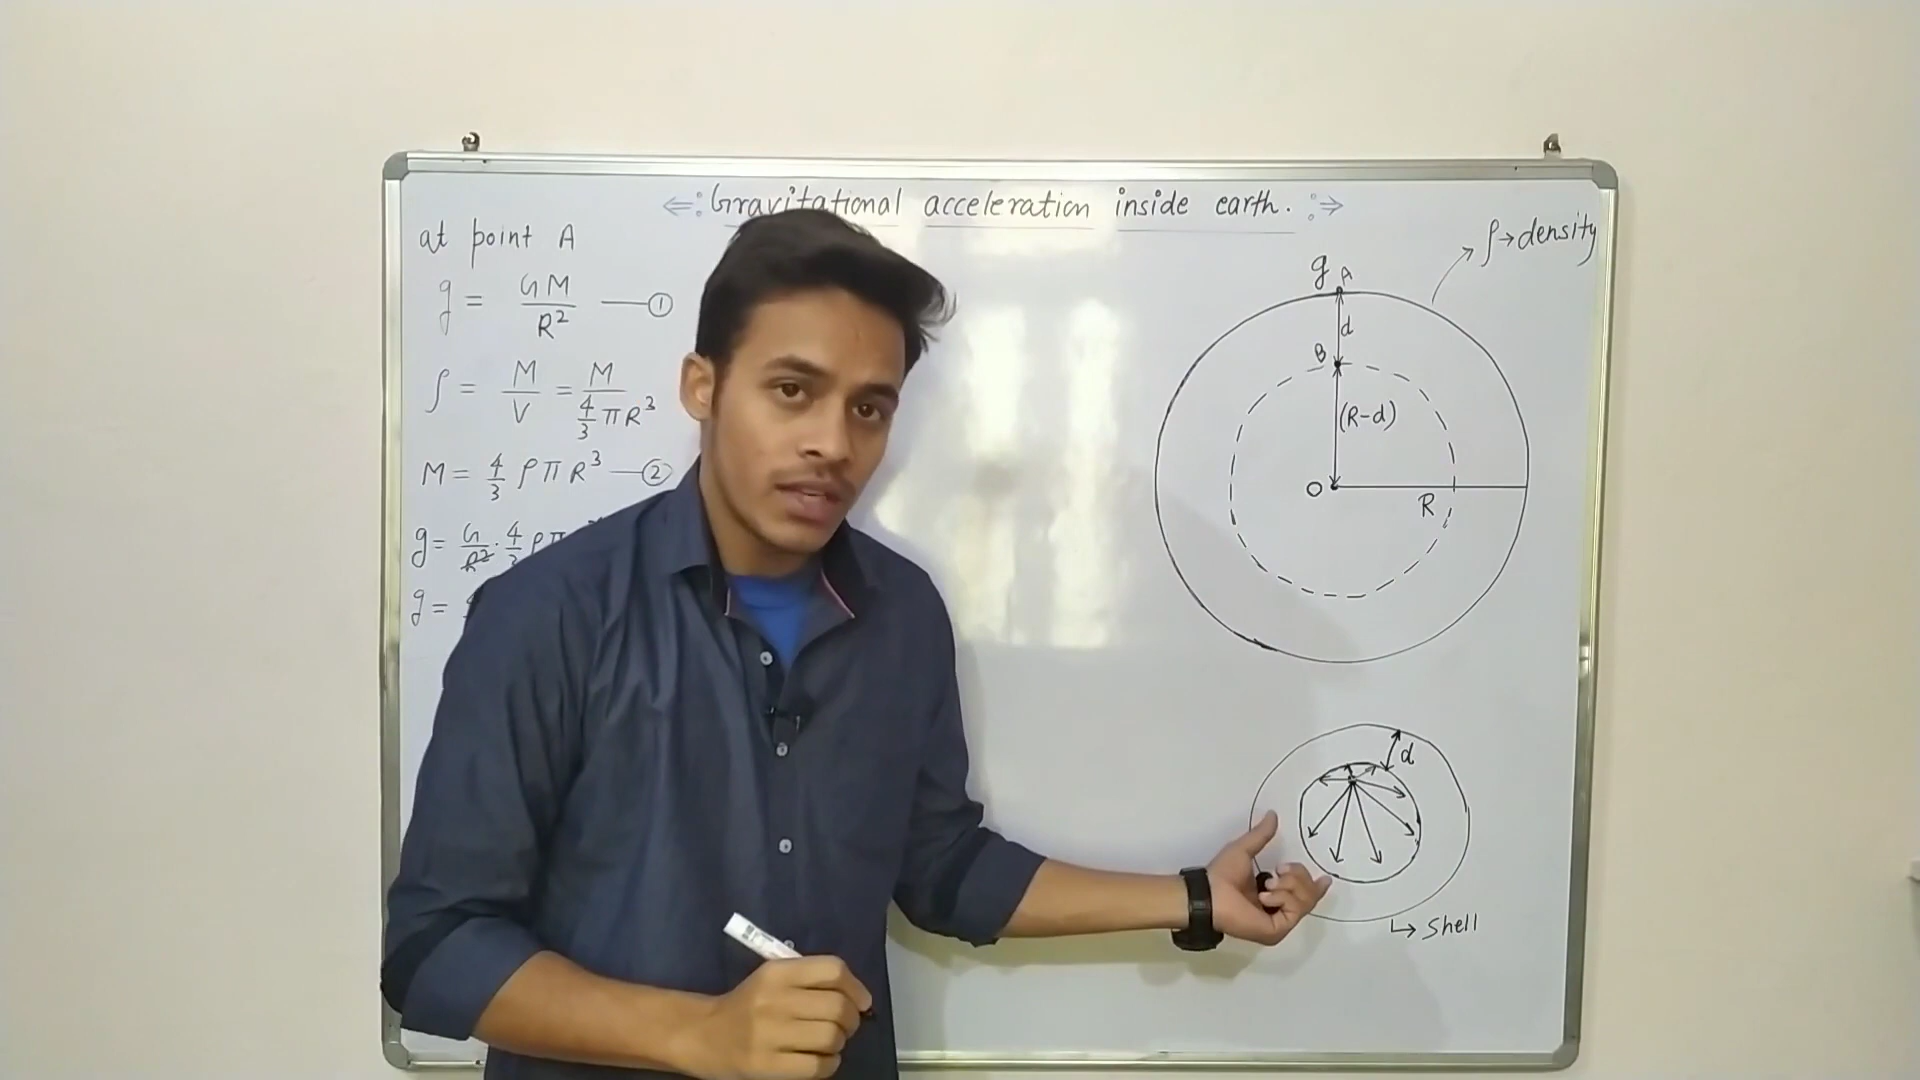 ⇐: Gravitational acceleration inside earth. :⇒
at point A
g = GM/R² —①
ρ = M/V = M/(4/3 πR³)
M = 4/3 ρπR³ —②
g = G/R² · 4/3 ρπ
g =
ρ→density
g A
d
B
(R-d)
O
R
d
↳ Shell